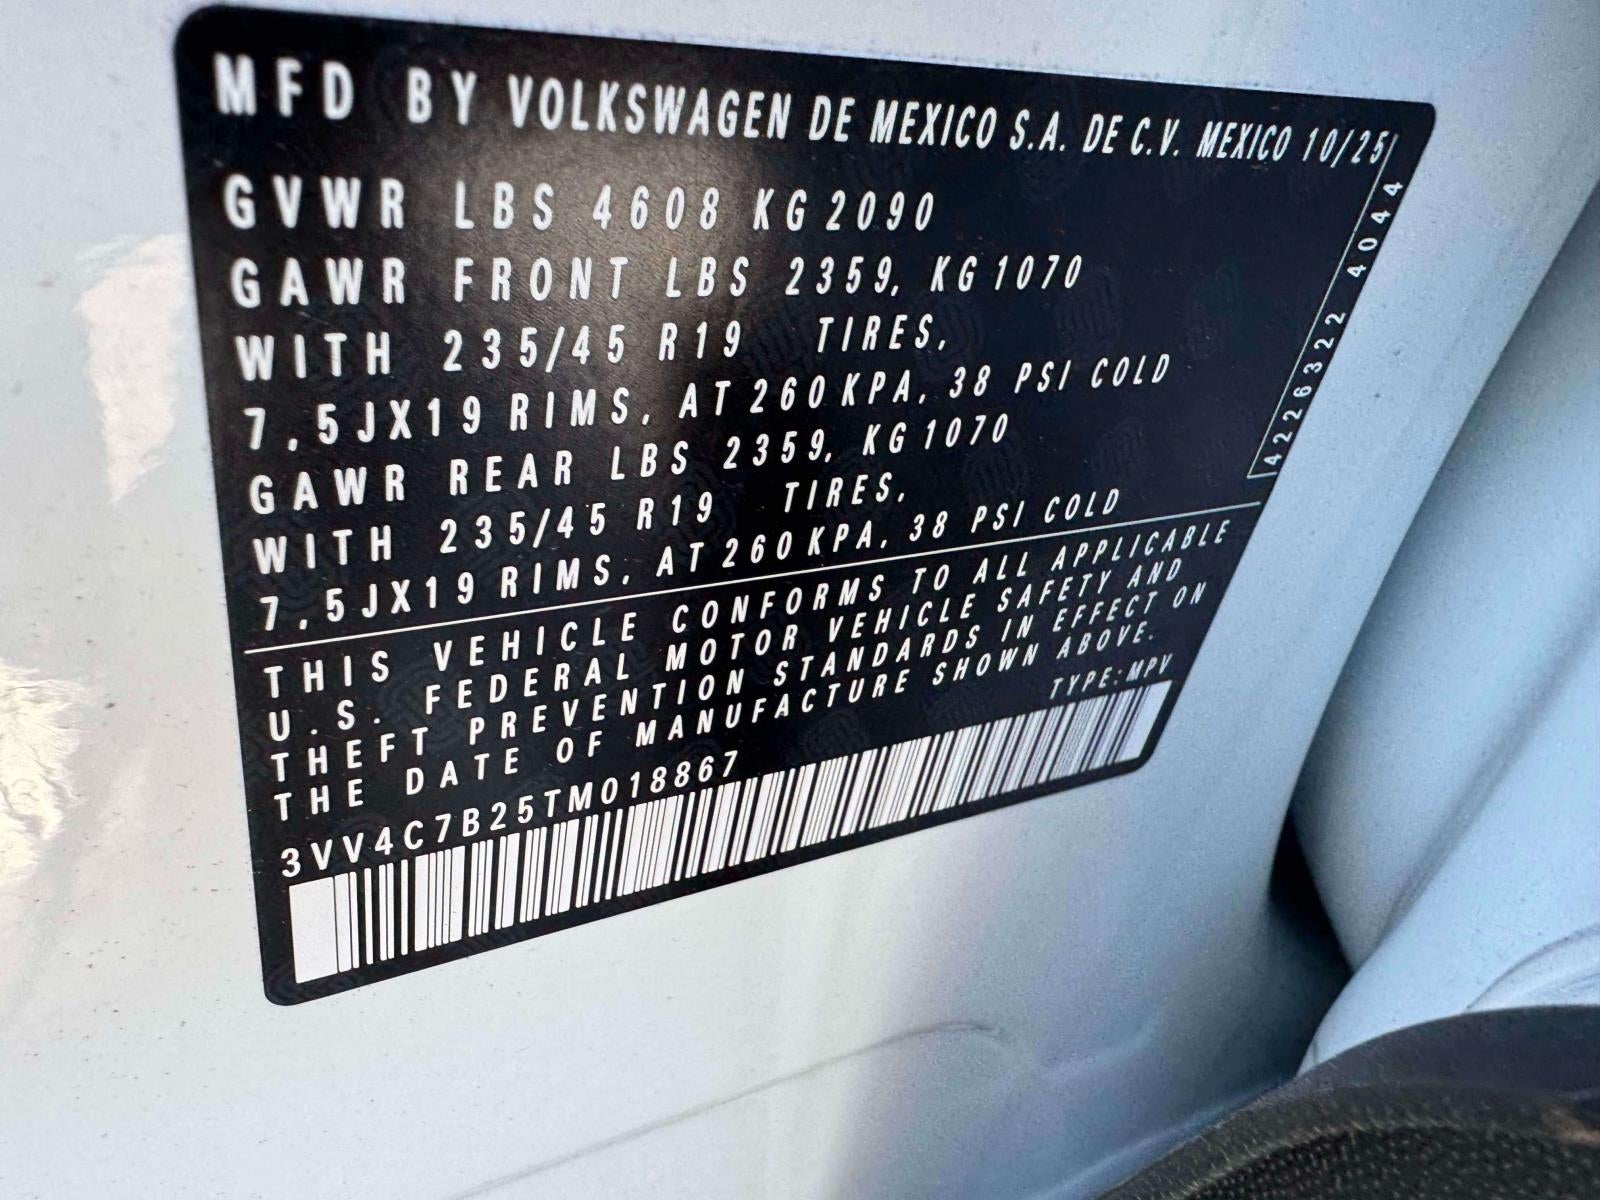 MFD BY VOLKSWAGEN DE MEXICO S.A. DE C.V. MEXICO 10/25
GVWR LBS 4608 KG 2090
GAWR FRONT LBS 2359, KG 1070
WITH 235/45 R19 TIRES,
7,5JX19 RIMS, AT 260 KPA, 38 PSI COLD
GAWR REAR LBS 2359, KG 1070
WITH 235/45 R19 TIRES,
7,5JX19 RIMS, AT 260 KPA, 38 PSI COLD
4226322 4044
THIS VEHICLE CONFORMS TO ALL APPLICABLE
U.S. FEDERAL MOTOR VEHICLE SAFETY AND
THEFT PREVENTION STANDARDS IN EFFECT ON
THE DATE OF MANUFACTURE SHOWN ABOVE.
TYPE: MPV
3VV4C7B25TM018867